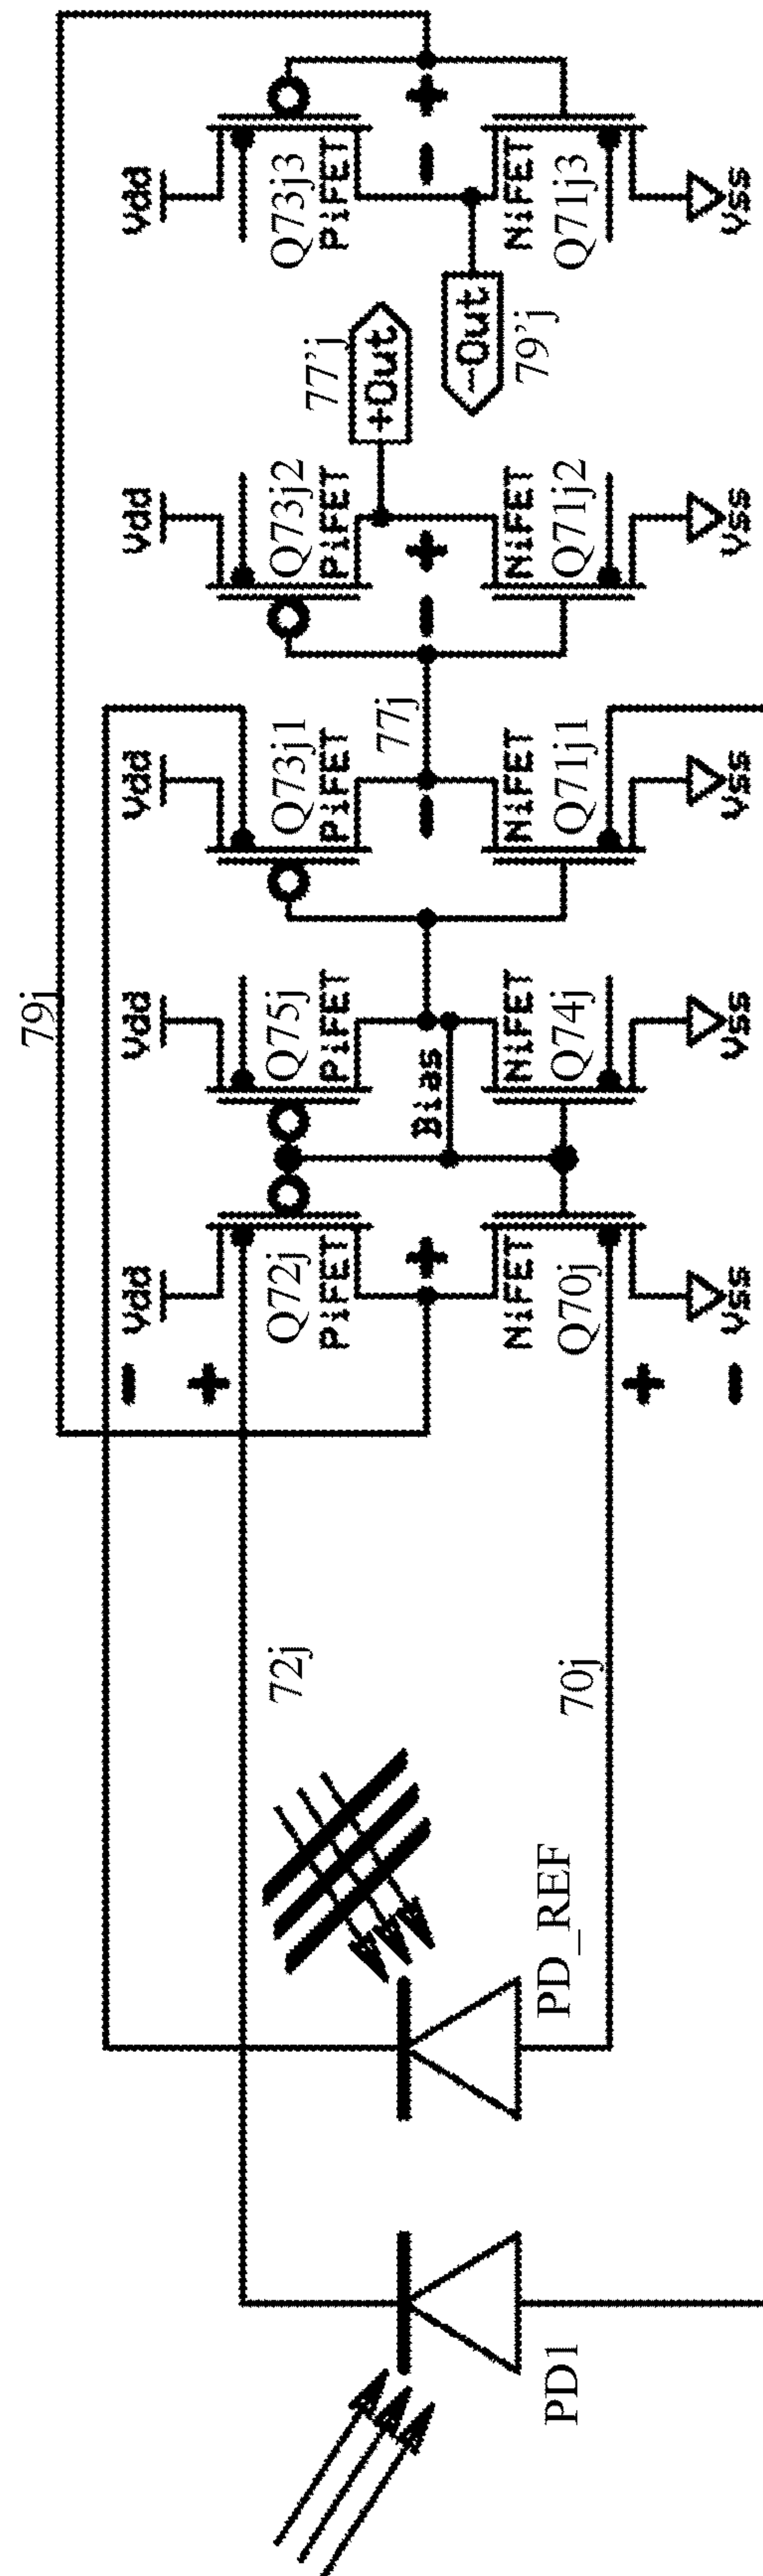 79j
− Vdd Vdd Vdd Vdd Vdd
+
72j Q72j Q75j Q73j1 Q73j2 77'j Q73j3
PiFET PiFET PiFET PiFET PiFET
+Out
77j
+ Bias − − + − +
−Out
NiFET NiFET NiFET NiFET 79'j NiFET
PD1 PD_REF 70j Q70j Q74j Q71j1 Q71j2 Q71j3
+
− Vss Vss Vss Vss Vss